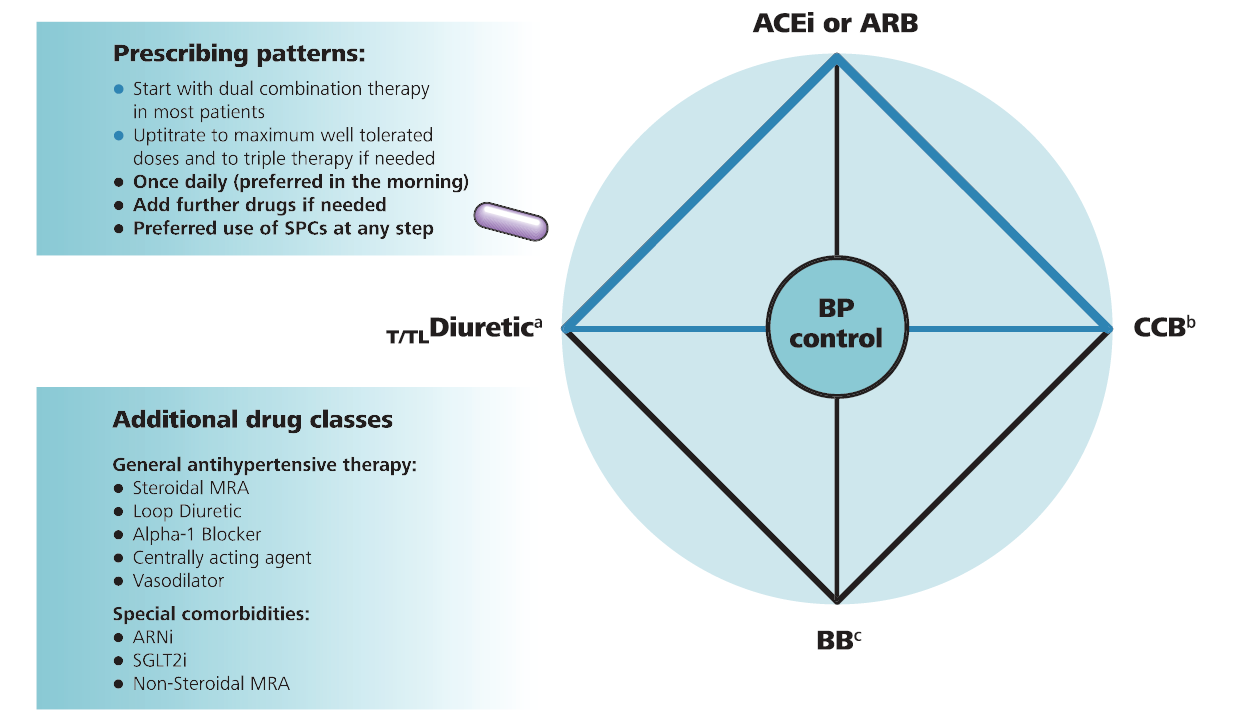 ACEi or ARB
Prescribing patterns:
● Start with dual combination therapy
in most patients
● Uptitrate to maximum well tolerated
doses and to triple therapy if needed
● Once daily (preferred in the morning)
● Add further drugs if needed
● Preferred use of SPCs at any step
BP
control
T/TLDiureticᵃ
CCBᵇ
Additional drug classes
General antihypertensive therapy:
● Steroidal MRA
● Loop Diuretic
● Alpha-1 Blocker
● Centrally acting agent
● Vasodilator
Special comorbidities:
● ARNi
● SGLT2i
● Non-Steroidal MRA
BBᶜ